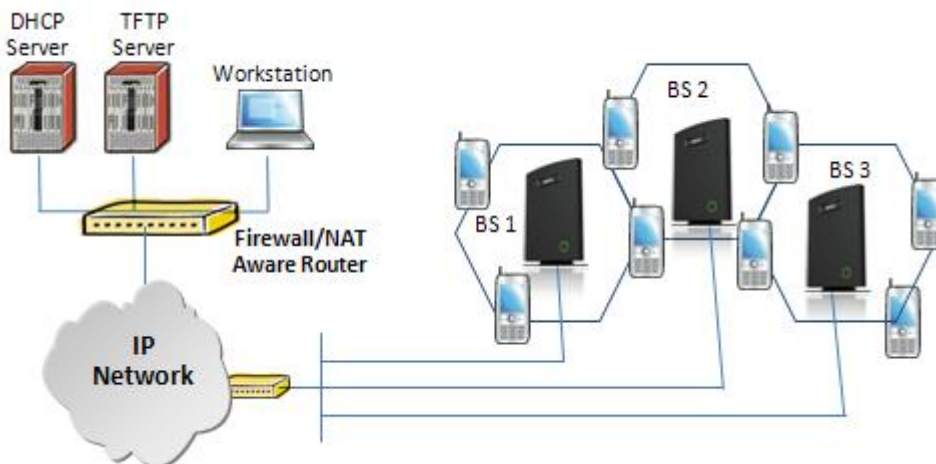 DHCP
Server
TFTP
Server
Workstation
Firewall/NAT
Aware Router
IP
Network
BS 1
BS 2
BS 3